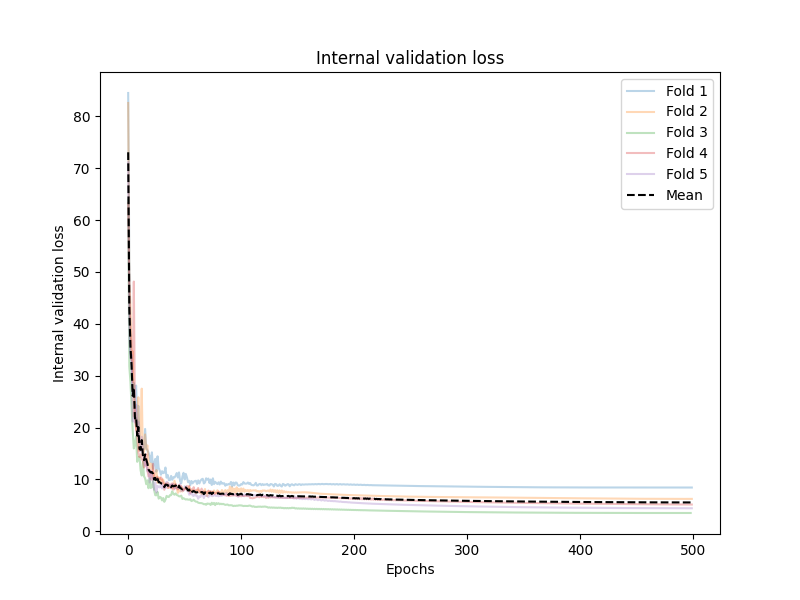 Internal validation loss
Internal validation loss
80
70
60
50
40
30
20
10
0
0 100 200 300 400 500
Epochs
Fold 1
Fold 2
Fold 3
Fold 4
Fold 5
Mean